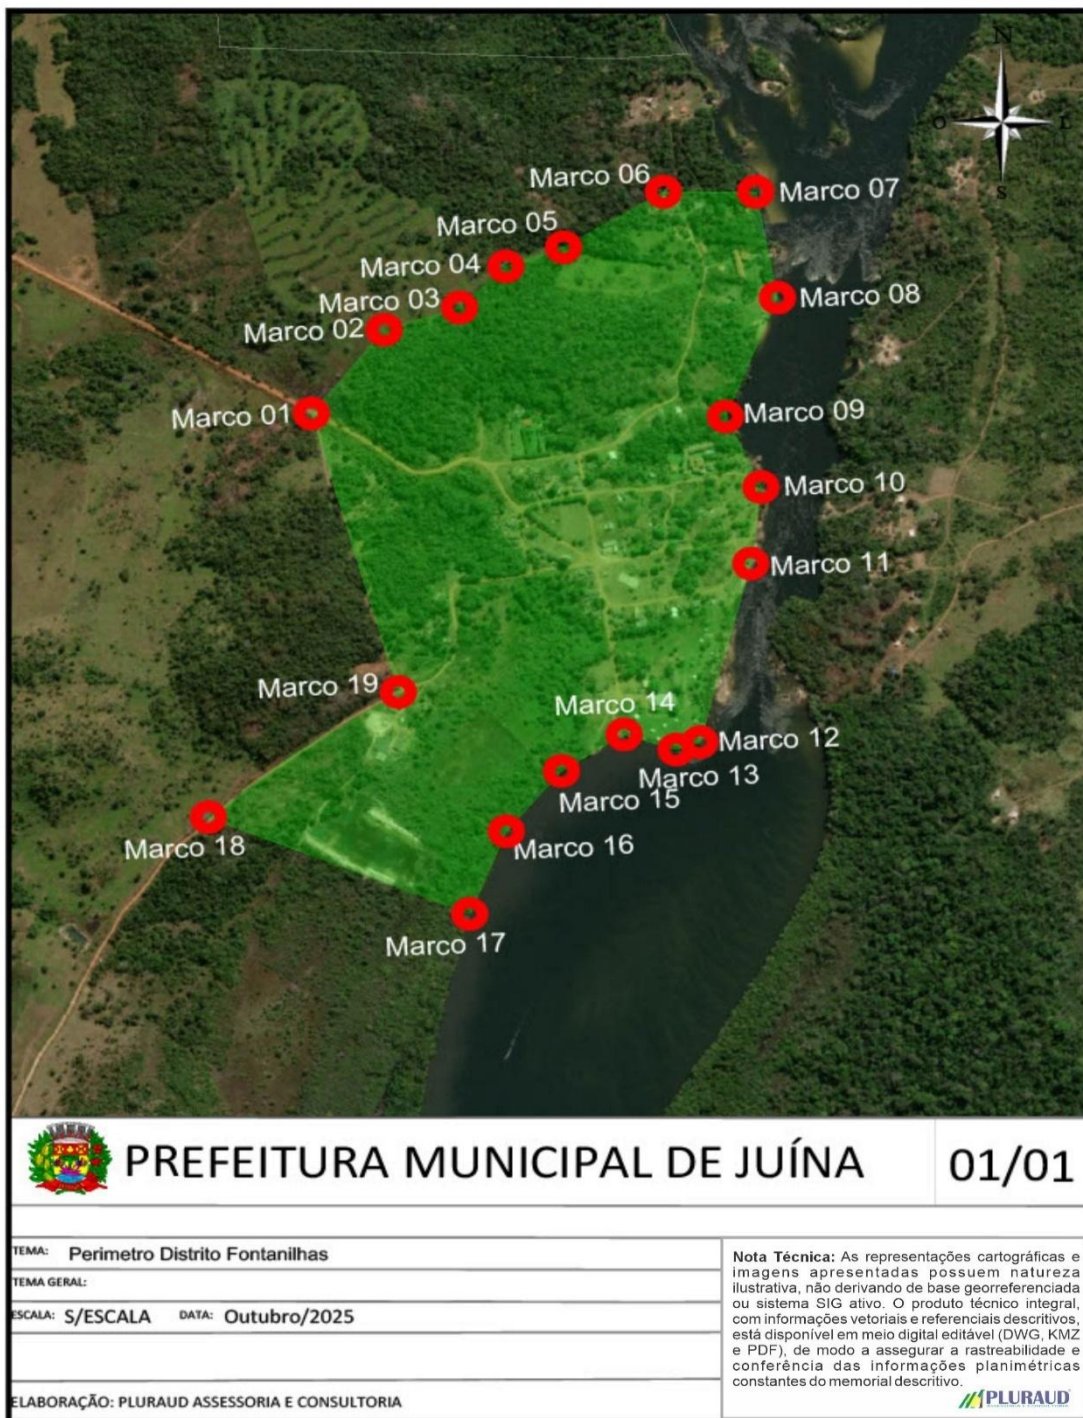 N
O
L
S
Marco 06
Marco 07
Marco 05
Marco 04
Marco 03
Marco 08
Marco 02
Marco 01
Marco 09
Marco 10
Marco 11
Marco 19
Marco 14
Marco 12
Marco 13
Marco 15
Marco 18
Marco 16
Marco 17
PREFEITURA MUNICIPAL DE JUÍNA
01/01
TEMA: Perimetro Distrito Fontanilhas
TEMA GERAL:
ESCALA: S/ESCALA DATA: Outubro/2025
ELABORAÇÃO: PLURAUD ASSESSORIA E CONSULTORIA
Nota Técnica: As representações cartográficas e
imagens apresentadas possuem natureza
ilustrativa, não derivando de base georreferenciada
ou sistema SIG ativo. O produto técnico integral,
com informações vetoriais e referenciais descritivos,
está disponível em meio digital editável (DWG, KMZ
e PDF), de modo a assegurar a rastreabilidade e
conferência das informações planimétricas
constantes do memorial descritivo.
PLURAUD